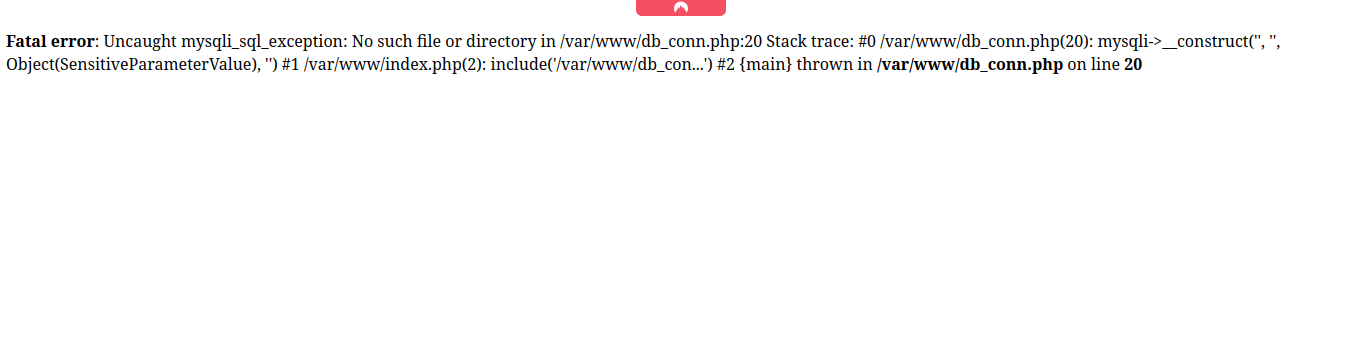 Fatal error: Uncaught mysqli_sql_exception: No such file or directory in /var/www/db_conn.php:20 Stack trace: #0 /var/www/db_conn.php(20): mysqli->__construct('', '',
Object(SensitiveParameterValue), '') #1 /var/www/index.php(2): include('/var/www/db_con...') #2 {main} thrown in /var/www/db_conn.php on line 20